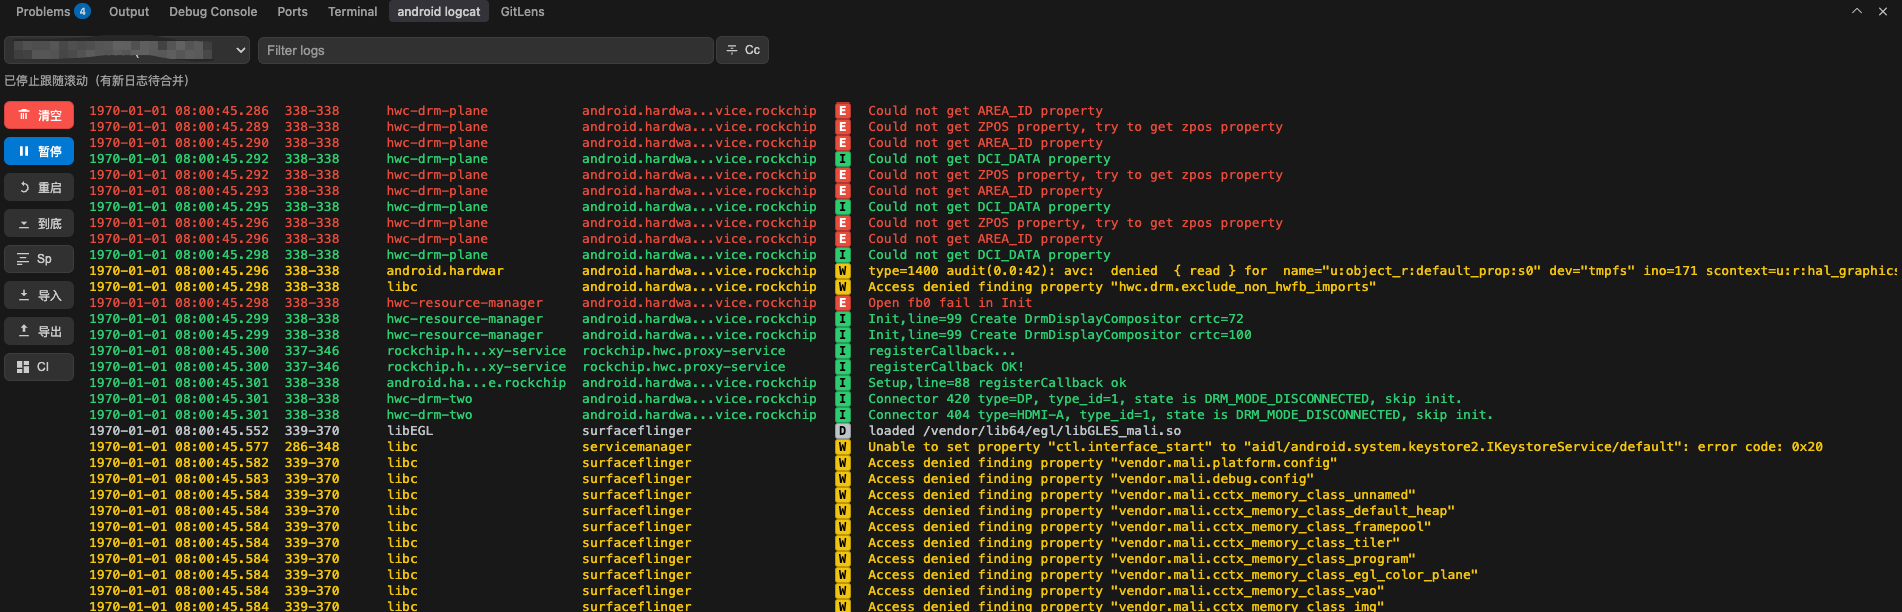 Problems 4 Output Debug Console Ports Terminal android logcat GitLens
Filter logs Cc
已停止跟随滚动（有新日志待合并）
清空
暂停
重启
到底
Sp
导入
导出
Cl
1970-01-01 08:00:45.286 338-338 hwc-drm-plane android.hardwa...vice.rockchip E Could not get AREA_ID property
1970-01-01 08:00:45.289 338-338 hwc-drm-plane android.hardwa...vice.rockchip E Could not get ZPOS property, try to get zpos property
1970-01-01 08:00:45.290 338-338 hwc-drm-plane android.hardwa...vice.rockchip E Could not get AREA_ID property
1970-01-01 08:00:45.292 338-338 hwc-drm-plane android.hardwa...vice.rockchip I Could not get DCI_DATA property
1970-01-01 08:00:45.292 338-338 hwc-drm-plane android.hardwa...vice.rockchip E Could not get ZPOS property, try to get zpos property
1970-01-01 08:00:45.293 338-338 hwc-drm-plane android.hardwa...vice.rockchip E Could not get AREA_ID property
1970-01-01 08:00:45.295 338-338 hwc-drm-plane android.hardwa...vice.rockchip I Could not get DCI_DATA property
1970-01-01 08:00:45.296 338-338 hwc-drm-plane android.hardwa...vice.rockchip E Could not get ZPOS property, try to get zpos property
1970-01-01 08:00:45.296 338-338 hwc-drm-plane android.hardwa...vice.rockchip E Could not get AREA_ID property
1970-01-01 08:00:45.298 338-338 hwc-drm-plane android.hardwa...vice.rockchip I Could not get DCI_DATA property
1970-01-01 08:00:45.296 338-338 android.hardwar android.hardwa...vice.rockchip W type=1400 audit(0.0:42): avc:  denied  { read } for  name="u:object_r:default_prop:s0" dev="tmpfs" ino=171 scontext=u:r:hal_graphics
1970-01-01 08:00:45.298 338-338 libc android.hardwa...vice.rockchip W Access denied finding property "hwc.drm.exclude_non_hwfb_imports"
1970-01-01 08:00:45.298 338-338 hwc-resource-manager android.hardwa...vice.rockchip E Open fb0 fail in Init
1970-01-01 08:00:45.299 338-338 hwc-resource-manager android.hardwa...vice.rockchip I Init,line=99 Create DrmDisplayCompositor crtc=72
1970-01-01 08:00:45.299 338-338 hwc-resource-manager android.hardwa...vice.rockchip I Init,line=99 Create DrmDisplayCompositor crtc=100
1970-01-01 08:00:45.300 337-346 rockchip.h...xy-service rockchip.hwc.proxy-service I registerCallback...
1970-01-01 08:00:45.300 337-346 rockchip.h...xy-service rockchip.hwc.proxy-service I registerCallback OK!
1970-01-01 08:00:45.301 338-338 android.ha...e.rockchip android.hardwa...vice.rockchip I Setup,line=88 registerCallback ok
1970-01-01 08:00:45.301 338-338 hwc-drm-two android.hardwa...vice.rockchip I Connector 420 type=DP, type_id=1, state is DRM_MODE_DISCONNECTED, skip init.
1970-01-01 08:00:45.301 338-338 hwc-drm-two android.hardwa...vice.rockchip I Connector 404 type=HDMI-A, type_id=1, state is DRM_MODE_DISCONNECTED, skip init.
1970-01-01 08:00:45.552 339-370 libEGL surfaceflinger D loaded /vendor/lib64/egl/libGLES_mali.so
1970-01-01 08:00:45.577 286-348 libc servicemanager W Unable to set property "ctl.interface_start" to "aidl/android.system.keystore2.IKeystoreService/default": error code: 0x20
1970-01-01 08:00:45.582 339-370 libc surfaceflinger W Access denied finding property "vendor.mali.platform.config"
1970-01-01 08:00:45.583 339-370 libc surfaceflinger W Access denied finding property "vendor.mali.debug.config"
1970-01-01 08:00:45.584 339-370 libc surfaceflinger W Access denied finding property "vendor.mali.cctx_memory_class_unnamed"
1970-01-01 08:00:45.584 339-370 libc surfaceflinger W Access denied finding property "vendor.mali.cctx_memory_class_default_heap"
1970-01-01 08:00:45.584 339-370 libc surfaceflinger W Access denied finding property "vendor.mali.cctx_memory_class_framepool"
1970-01-01 08:00:45.584 339-370 libc surfaceflinger W Access denied finding property "vendor.mali.cctx_memory_class_tiler"
1970-01-01 08:00:45.584 339-370 libc surfaceflinger W Access denied finding property "vendor.mali.cctx_memory_class_program"
1970-01-01 08:00:45.584 339-370 libc surfaceflinger W Access denied finding property "vendor.mali.cctx_memory_class_egl_color_plane"
1970-01-01 08:00:45.584 339-370 libc surfaceflinger W Access denied finding property "vendor.mali.cctx_memory_class_vao"
1970-01-01 08:00:45.584 339-370 libc surfaceflinger W Access denied finding property "vendor.mali.cctx_memory_class_img"